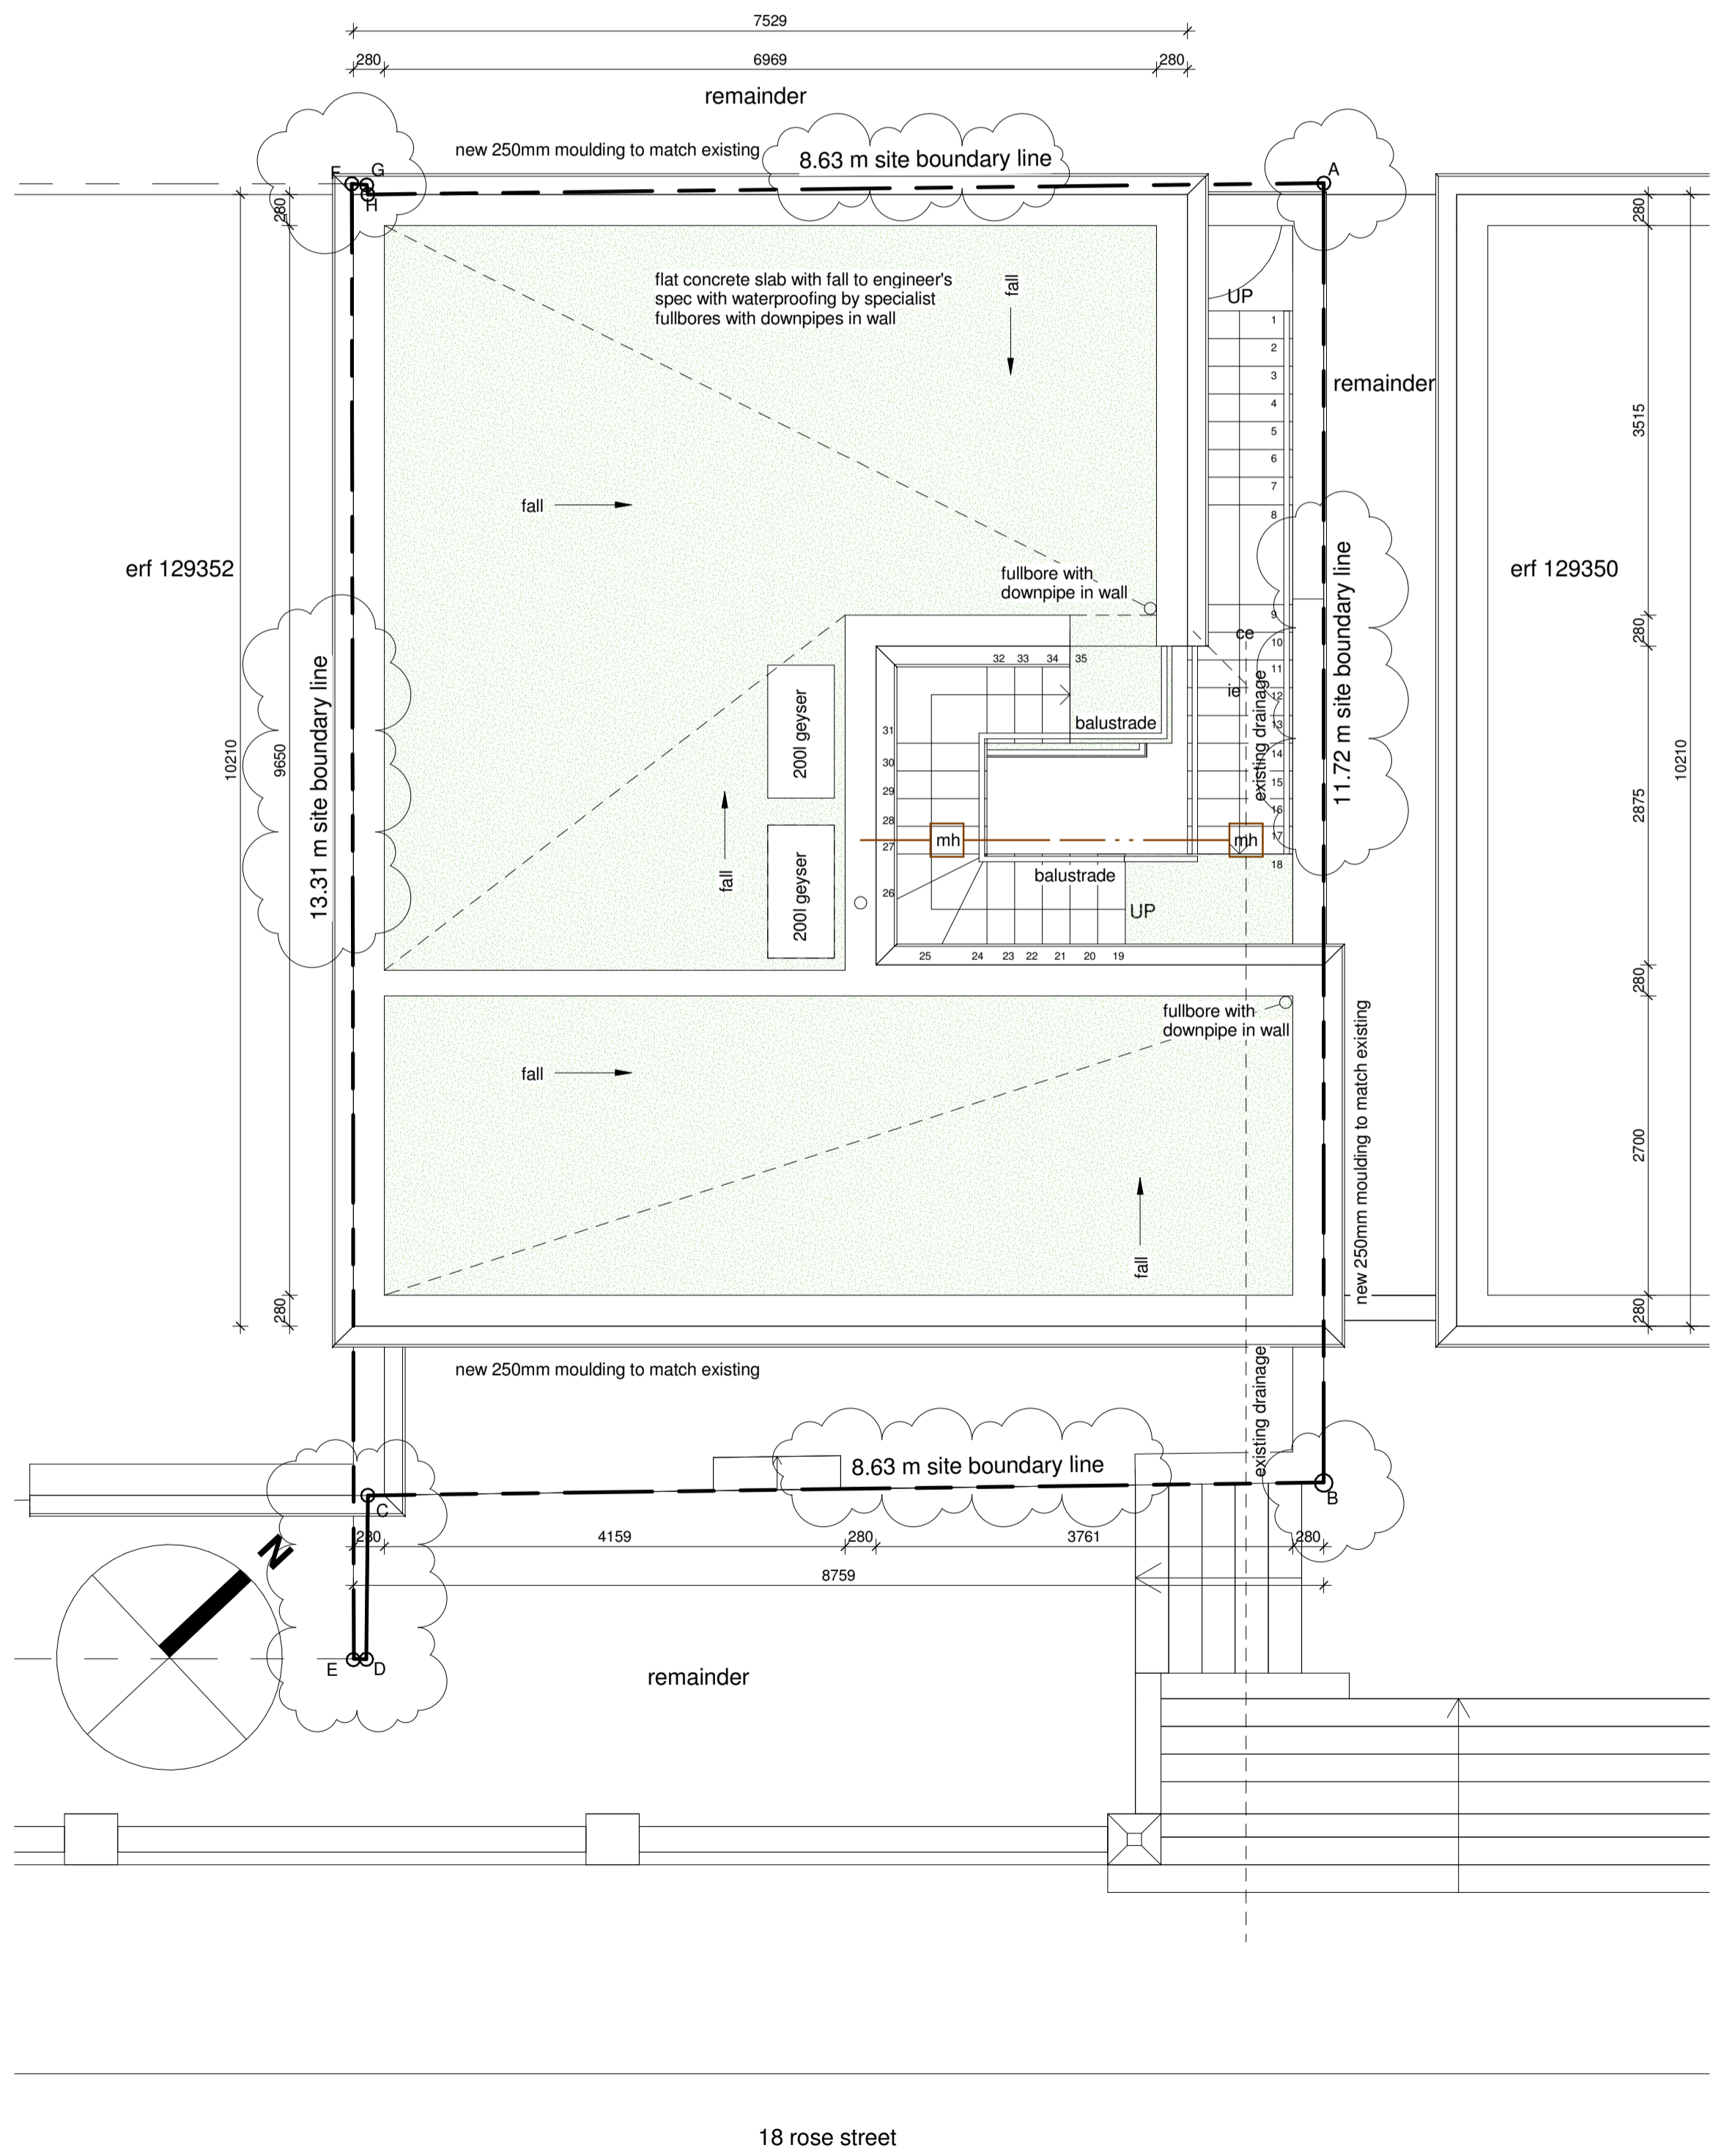 7529
280
6969
280
remainder
new 250mm moulding to match existing
8.63 m site boundary line
F
G
H
A
280
280
flat concrete slab with fall to engineer's
spec with waterproofing by specialist
fullbores with downpipes in wall
fall
UP
1
2
3
4
5
6
7
8
remainder
3515
fall
erf 129352
erf 129350
fullbore with
downpipe in wall
9
10
11
12
13
14
15
16
17
18
ce
ie
existing drainage
11.72 m site boundary line
280
32
33
34
35
balustrade
31
30
29
28
27
26
200l geyser
200l geyser
fall
mh
mh
balustrade
UP
25
24
23
22
21
20
19
13.31 m site boundary line
10210
9650
2875
10210
280
fullbore with
downpipe in wall
fall
fall
new 250mm moulding to match existing
2700
280
280
new 250mm moulding to match existing
existing drainage
8.63 m site boundary line
C
B
280
4159
280
3761
280
8759
N
E
D
remainder
18 rose street